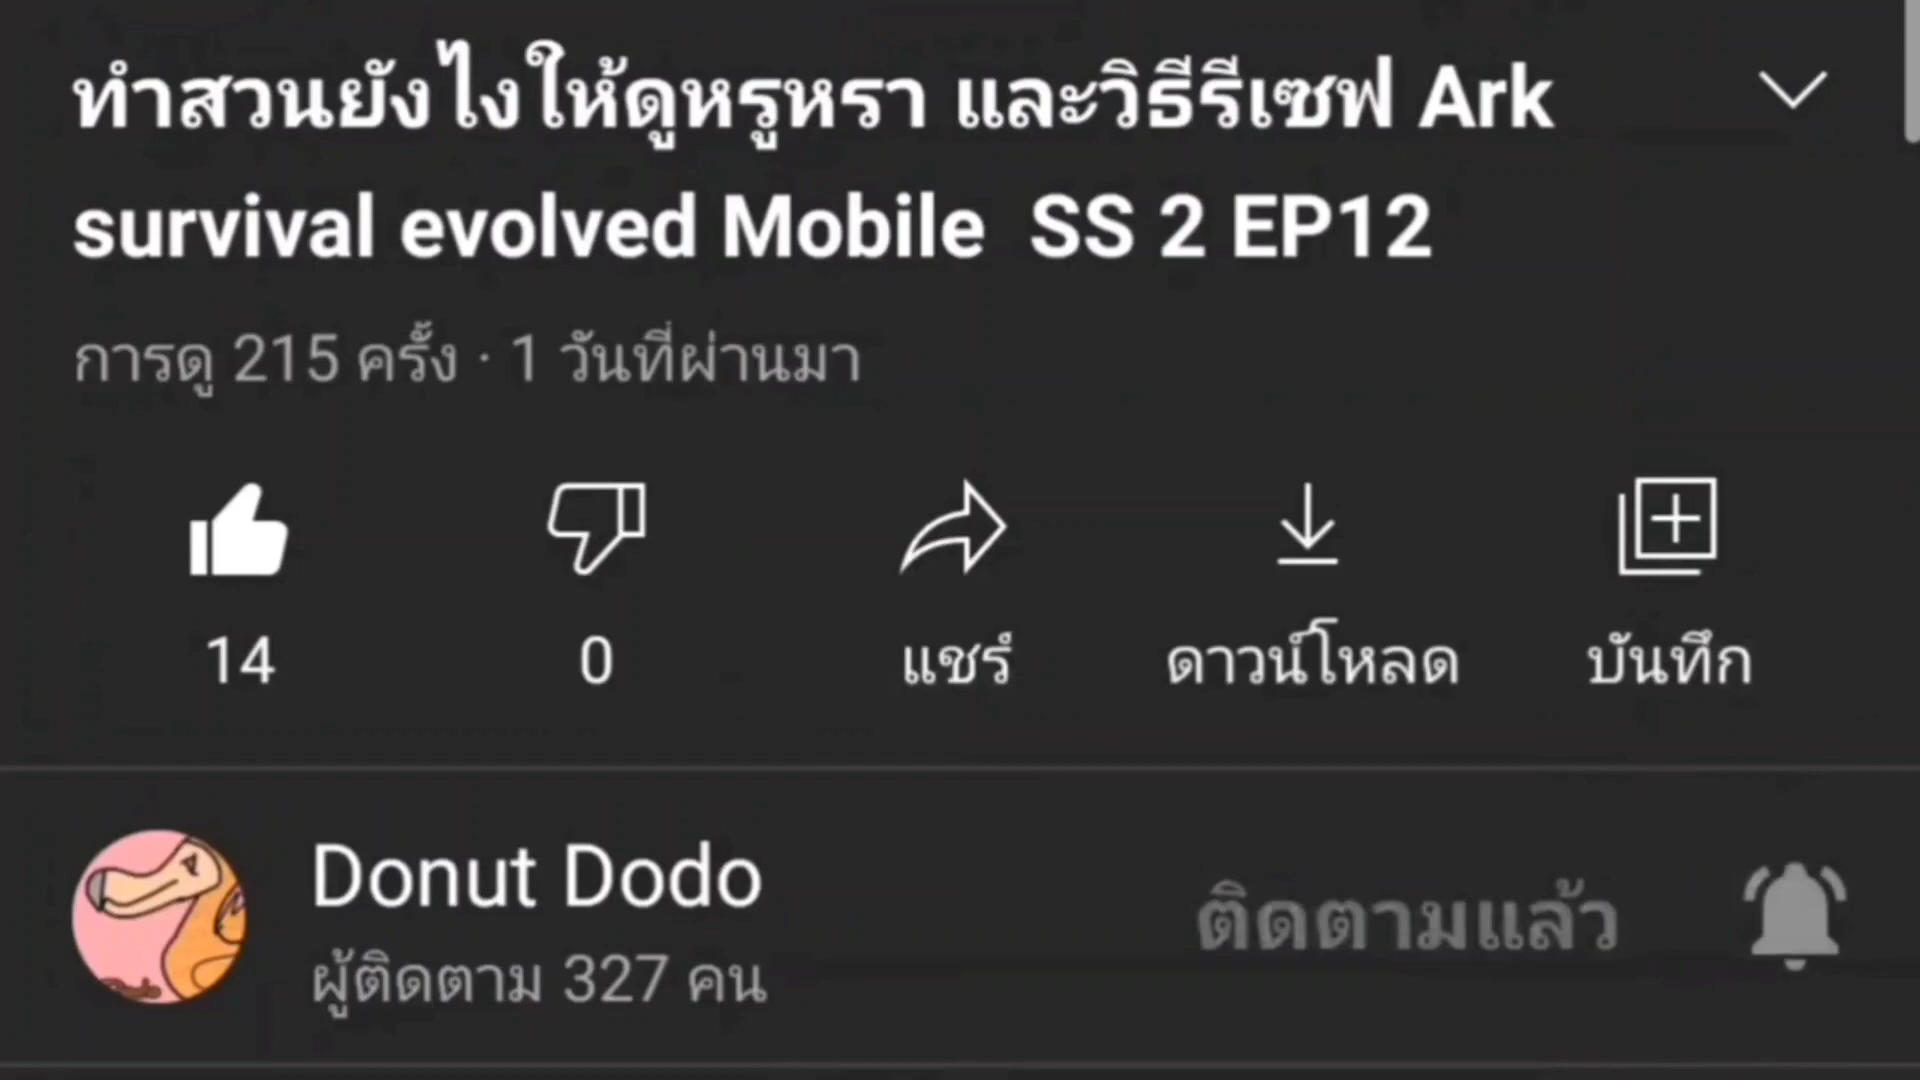 ทำสวนยังไงให้ดูหรูหรา และวิธีรีเซฟ Ark
survival evolved Mobile SS 2 EP12
การดู 215 ครั้ง · 1 วันที่ผ่านมา
14
0
แชร์
ดาวน์โหลด
บันทึก
Donut Dodo
ติดตามแล้ว
ผู้ติดตาม 327 คน